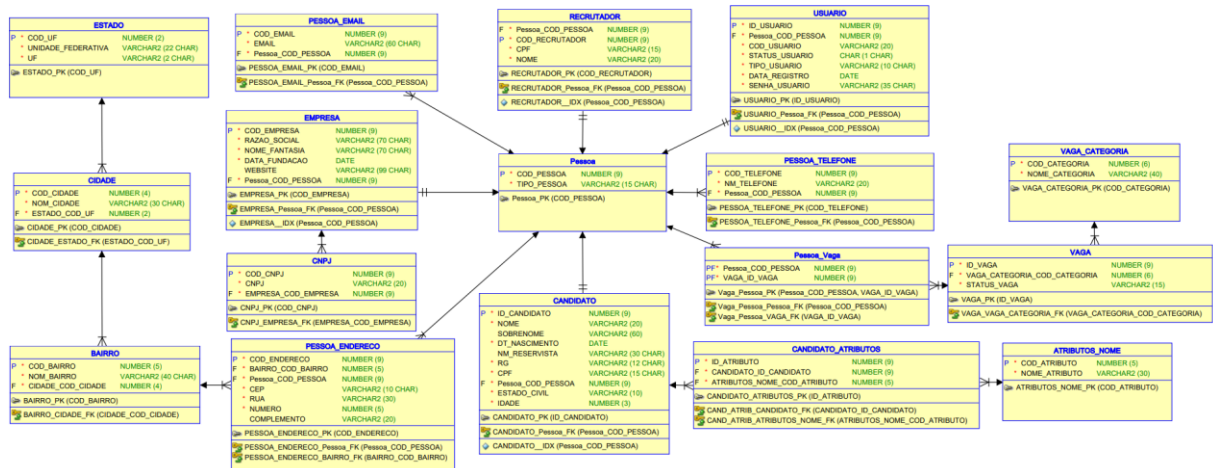 ESTADO
P * COD_UF NUMBER (2)
* UNIDADE_FEDERATIVA VARCHAR2 (22 CHAR)
* UF VARCHAR2 (2 CHAR)
ESTADO_PK (COD_UF)
CIDADE
P * COD_CIDADE NUMBER (4)
* NOM_CIDADE VARCHAR2 (30 CHAR)
F * ESTADO_COD_UF NUMBER (2)
CIDADE_PK (COD_CIDADE)
CIDADE_ESTADO_FK (ESTADO_COD_UF)
BAIRRO
P * COD_BAIRRO NUMBER (5)
* NOM_BAIRRO VARCHAR2 (40 CHAR)
F * CIDADE_COD_CIDADE NUMBER (4)
BAIRRO_PK (COD_BAIRRO)
BAIRRO_CIDADE_FK (CIDADE_COD_CIDADE)
PESSOA_EMAIL
P * COD_EMAIL NUMBER (9)
* EMAIL VARCHAR2 (60 CHAR)
F * Pessoa_COD_PESSOA NUMBER (9)
PESSOA_EMAIL_PK (COD_EMAIL)
PESSOA_EMAIL_Pessoa_FK (Pessoa_COD_PESSOA)
EMPRESA
P * COD_EMPRESA NUMBER (9)
* RAZAO_SOCIAL VARCHAR2 (70 CHAR)
* NOME_FANTASIA VARCHAR2 (70 CHAR)
* DATA_FUNDACAO DATE
WEBSITE VARCHAR2 (99 CHAR)
F * Pessoa_COD_PESSOA NUMBER (9)
EMPRESA_PK (COD_EMPRESA)
EMPRESA_Pessoa_FK (Pessoa_COD_PESSOA)
EMPRESA__IDX (Pessoa_COD_PESSOA)
CNPJ
P * COD_CNPJ NUMBER (9)
* CNPJ VARCHAR2 (20)
F * EMPRESA_COD_EMPRESA NUMBER (9)
CNPJ_PK (COD_CNPJ)
CNPJ_EMPRESA_FK (EMPRESA_COD_EMPRESA)
PESSOA_ENDERECO
P * COD_ENDERECO NUMBER (9)
F * BAIRRO_COD_BAIRRO NUMBER (5)
F * Pessoa_COD_PESSOA NUMBER (9)
* CEP VARCHAR2 (10 CHAR)
* RUA VARCHAR2 (30)
* NUMERO NUMBER (5)
COMPLEMENTO VARCHAR2 (20)
PESSOA_ENDERECO_PK (COD_ENDERECO)
PESSOA_ENDERECO_Pessoa_FK (Pessoa_COD_PESSOA)
PESSOA_ENDERECO_BAIRRO_FK (BAIRRO_COD_BAIRRO)
RECRUTADOR
F * Pessoa_COD_PESSOA NUMBER (9)
P * COD_RECRUTADOR NUMBER (9)
* CPF VARCHAR2 (15)
* NOME VARCHAR2 (20)
RECRUTADOR_PK (COD_RECRUTADOR)
RECRUTADOR_Pessoa_FK (Pessoa_COD_PESSOA)
RECRUTADOR__IDX (Pessoa_COD_PESSOA)
Pessoa
P * COD_PESSOA NUMBER (9)
* TIPO_PESSOA VARCHAR2 (15 CHAR)
Pessoa_PK (COD_PESSOA)
CANDIDATO
P * ID_CANDIDATO NUMBER (9)
* NOME VARCHAR2 (20)
SOBRENOME VARCHAR2 (60)
* DT_NASCIMENTO DATE
NM_RESERVISTA VARCHAR2 (30 CHAR)
* RG VARCHAR2 (12 CHAR)
* CPF VARCHAR2 (15 CHAR)
F * Pessoa_COD_PESSOA NUMBER (9)
* ESTADO_CIVIL VARCHAR2 (10)
* IDADE NUMBER (3)
CANDIDATO_PK (ID_CANDIDATO)
CANDIDATO_Pessoa_FK (Pessoa_COD_PESSOA)
CANDIDATO__IDX (Pessoa_COD_PESSOA)
USUARIO
P * ID_USUARIO NUMBER (9)
F * Pessoa_COD_PESSOA NUMBER (9)
* COD_USUARIO VARCHAR2 (20)
* STATUS_USUARIO CHAR (1 CHAR)
* TIPO_USUARIO VARCHAR2 (10 CHAR)
* DATA_REGISTRO DATE
* SENHA_USUARIO VARCHAR2 (35 CHAR)
USUARIO_PK (ID_USUARIO)
USUARIO_Pessoa_FK (Pessoa_COD_PESSOA)
USUARIO__IDX (Pessoa_COD_PESSOA)
PESSOA_TELEFONE
P * COD_TELEFONE NUMBER (9)
* NM_TELEFONE VARCHAR2 (20)
F * Pessoa_COD_PESSOA NUMBER (9)
PESSOA_TELEFONE_PK (COD_TELEFONE)
PESSOA_TELEFONE_Pessoa_FK (Pessoa_COD_PESSOA)
Pessoa_Vaga
PF* Pessoa_COD_PESSOA NUMBER (9)
PF* VAGA_ID_VAGA NUMBER (9)
Vaga_Pessoa_PK (Pessoa_COD_PESSOA, VAGA_ID_VAGA)
Vaga_Pessoa_Pessoa_FK (Pessoa_COD_PESSOA)
Vaga_Pessoa_VAGA_FK (VAGA_ID_VAGA)
VAGA_CATEGORIA
P * COD_CATEGORIA NUMBER (6)
* NOME_CATEGORIA VARCHAR2 (40)
VAGA_CATEGORIA_PK (COD_CATEGORIA)
VAGA
P * ID_VAGA NUMBER (9)
F * VAGA_CATEGORIA_COD_CATEGORIA NUMBER (6)
* STATUS_VAGA VARCHAR2 (15)
VAGA_PK (ID_VAGA)
VAGA_VAGA_CATEGORIA_FK (VAGA_CATEGORIA_COD_CATEGORIA)
CANDIDATO_ATRIBUTOS
P * ID_ATRIBUTO NUMBER (9)
F * CANDIDATO_ID_CANDIDATO NUMBER (9)
F * ATRIBUTOS_NOME_COD_ATRIBUTO NUMBER (5)
CANDIDATO_ATRIBUTOS_PK (ID_ATRIBUTO)
CAND_ATRIB_CANDIDATO_FK (CANDIDATO_ID_CANDIDATO)
CAND_ATRIB_ATRIBUTOS_NOME_FK (ATRIBUTOS_NOME_COD_ATRIBUTO)
ATRIBUTOS_NOME
P * COD_ATRIBUTO NUMBER (5)
* NOME_ATRIBUTO VARCHAR2 (30)
ATRIBUTOS_NOME_PK (COD_ATRIBUTO)